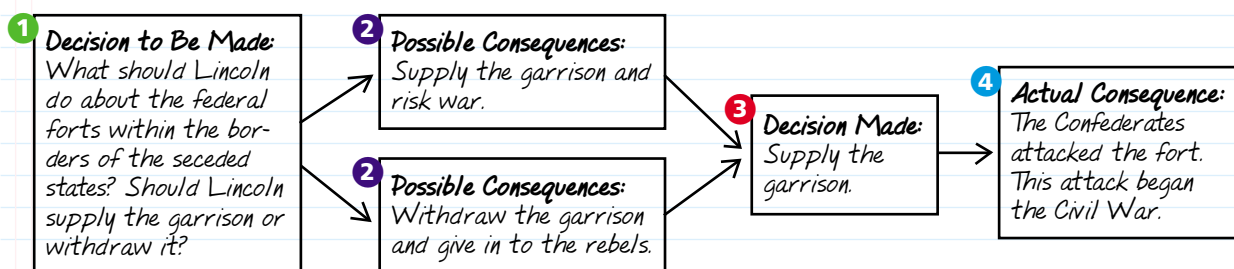 1
Decision to Be Made:
What should Lincoln
do about the federal
forts within the bor-
ders of the seceded
states? Should Lincoln
supply the garrison or
withdraw it?
2
Possible Consequences:
Supply the garrison and
risk war.
2
Possible Consequences:
Withdraw the garrison
and give in to the rebels.
3
Decision Made:
Supply the
garrison.
4
Actual Consequence:
The Confederates
attacked the fort.
This attack began
the Civil War.